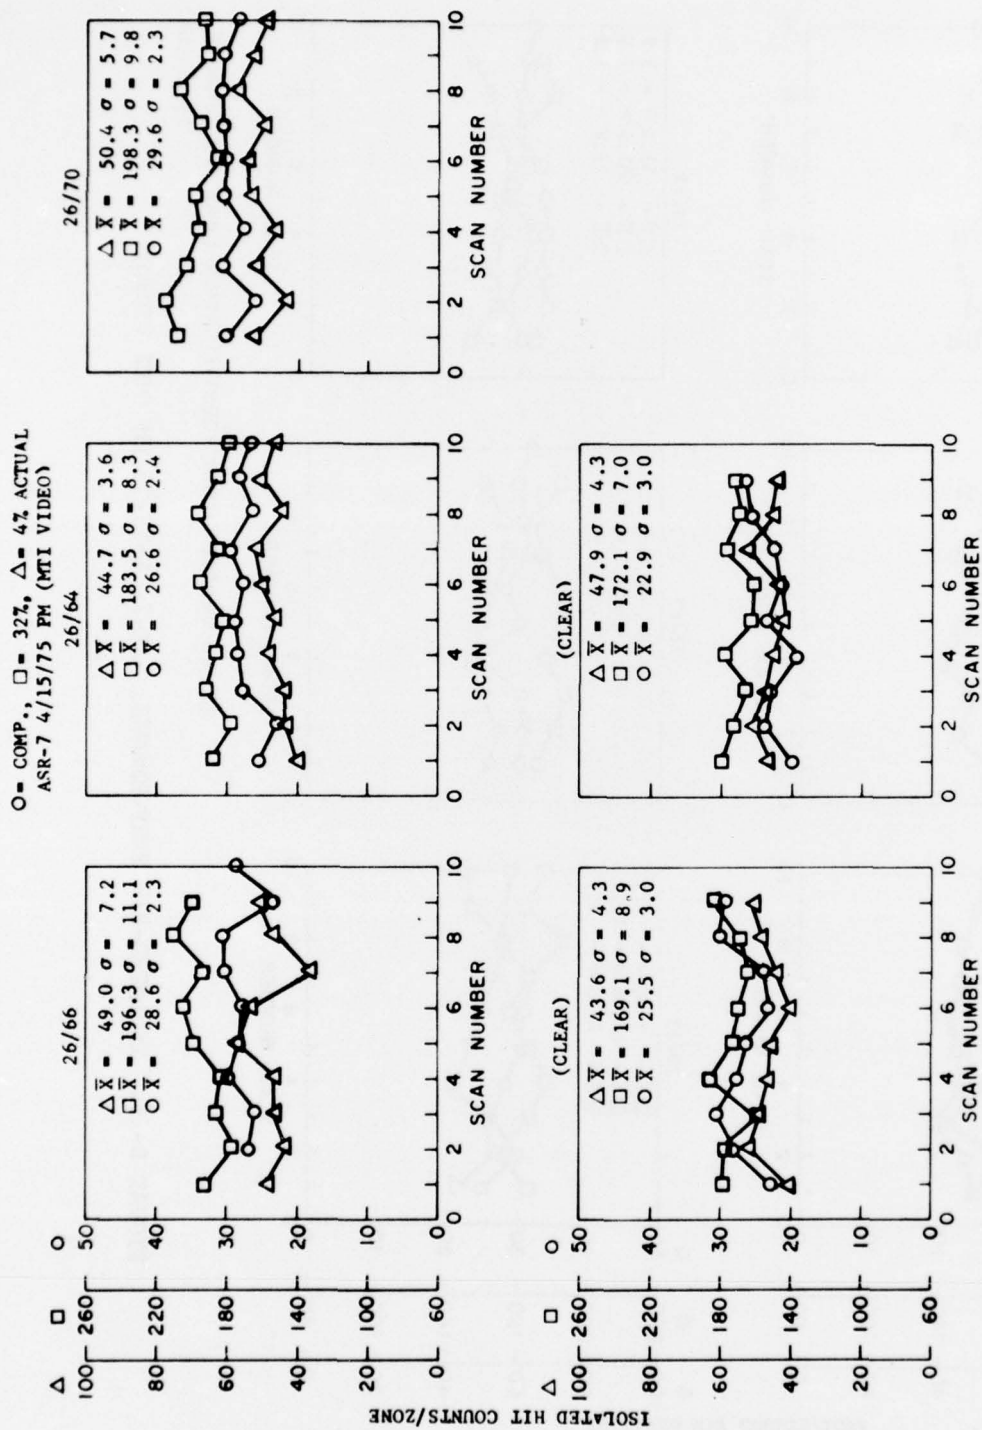 O= COMP., □ = 32%, △= 4% ACTUAL
ASR-7 4/15/75 PM (MTI VIDEO)
26/66
△ X̄ = 49.0 σ = 7.2
□ X̄ = 196.3 σ = 11.1
O X̄ = 28.6 σ = 2.3
26/64
△ X̄ = 44.7 σ = 3.6
□ X̄ = 183.5 σ = 8.3
O X̄ = 26.6 σ = 2.4
26/70
△ X̄ = 50.4 σ = 5.7
□ X̄ = 198.3 σ = 9.8
O X̄ = 29.6 σ = 2.3
ISOLATED HIT COUNTS/ZONE
△ □ O
100 260 50
80 220 40
60 180 30
40 140 20
20 100 10
0 60 0
0 2 4 6 8 10
SCAN NUMBER
0 2 4 6 8 10
SCAN NUMBER
0 2 4 6 8 10
SCAN NUMBER
(CLEAR)
△ X̄ = 43.6 σ = 4.3
□ X̄ = 169.1 σ = 8.9
O X̄ = 25.5 σ = 3.0
(CLEAR)
△ X̄ = 47.9 σ = 4.3
□ X̄ = 172.1 σ = 7.0
O X̄ = 22.9 σ = 3.0
△ □ O
100 260 50
80 220 40
60 180 30
40 140 20
20 100 10
0 60 0
0 2 4 6 8 10
SCAN NUMBER
0 2 4 6 8 10
SCAN NUMBER